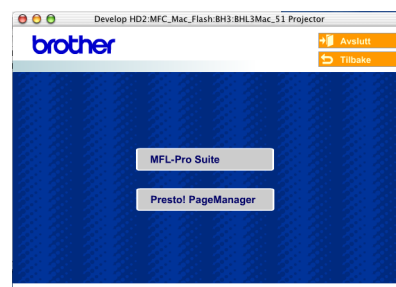 Develop HD2:MFC_Mac_Flash:BH3:BHL3Mac_51 Projector
brother
Avslutt
Tilbake
MFL-Pro Suite
Presto! PageManager